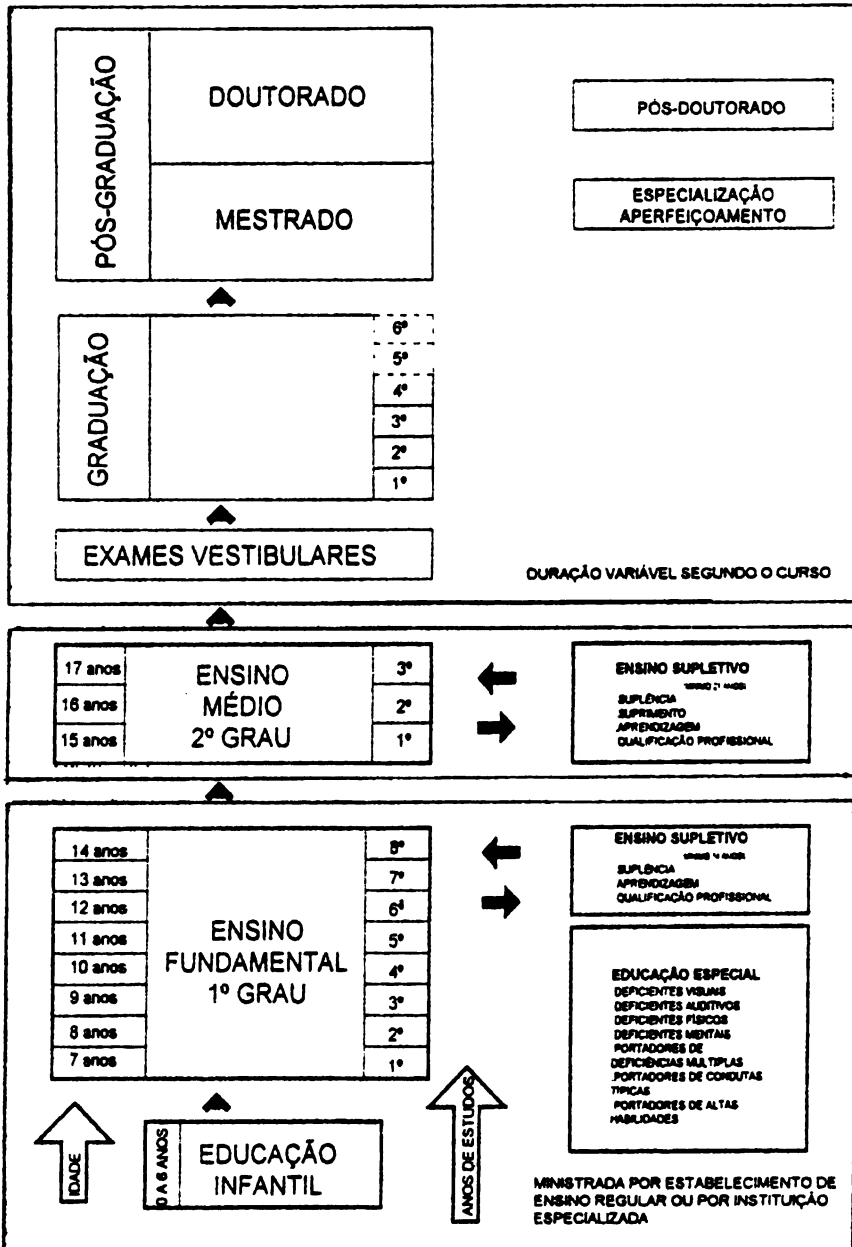 PÓS-GRADUAÇÃO
DOUTORADO
MESTRADO
PÓS-DOUTORADO
ESPECIALIZAÇÃO
APERFEIÇOAMENTO
GRADUAÇÃO
6º
5º
4º
3º
2º
1º
EXAMES VESTIBULARES
DURAÇÃO VARIÁVEL SEGUNDO O CURSO
17 anos
16 anos
15 anos
ENSINO
MÉDIO
2º GRAU
3º
2º
1º
ENSINO SUPLETIVO
SUPLÊNCIA
SUPRIMENTO
APRENDIZAGEM
QUALIFICAÇÃO PROFISSIONAL
14 anos
13 anos
12 anos
11 anos
10 anos
9 anos
8 anos
7 anos
ENSINO
FUNDAMENTAL
1º GRAU
8º
7º
6ª
5º
4º
3º
2º
1º
ENSINO SUPLETIVO
SUPLÊNCIA
APRENDIZAGEM
QUALIFICAÇÃO PROFISSIONAL
EDUCAÇÃO ESPECIAL
DEFICIENTES VISUAIS
DEFICIENTES AUDITIVOS
DEFICIENTES FÍSICOS
DEFICIENTES MENTAIS
PORTADORES DE
DEFICIÊNCIAS MULTIPLAS
PORTADORES DE CONDUTAS
TIPICAS
PORTADORES DE ALTAS
HABILIDADES
IDADE
0 A 6 ANOS
EDUCAÇÃO
INFANTIL
ANOS DE ESTUDOS
MINISTRADA POR ESTABELECIMENTO DE
ENSINO REGULAR OU POR INSTITUIÇÃO
ESPECIALIZADA